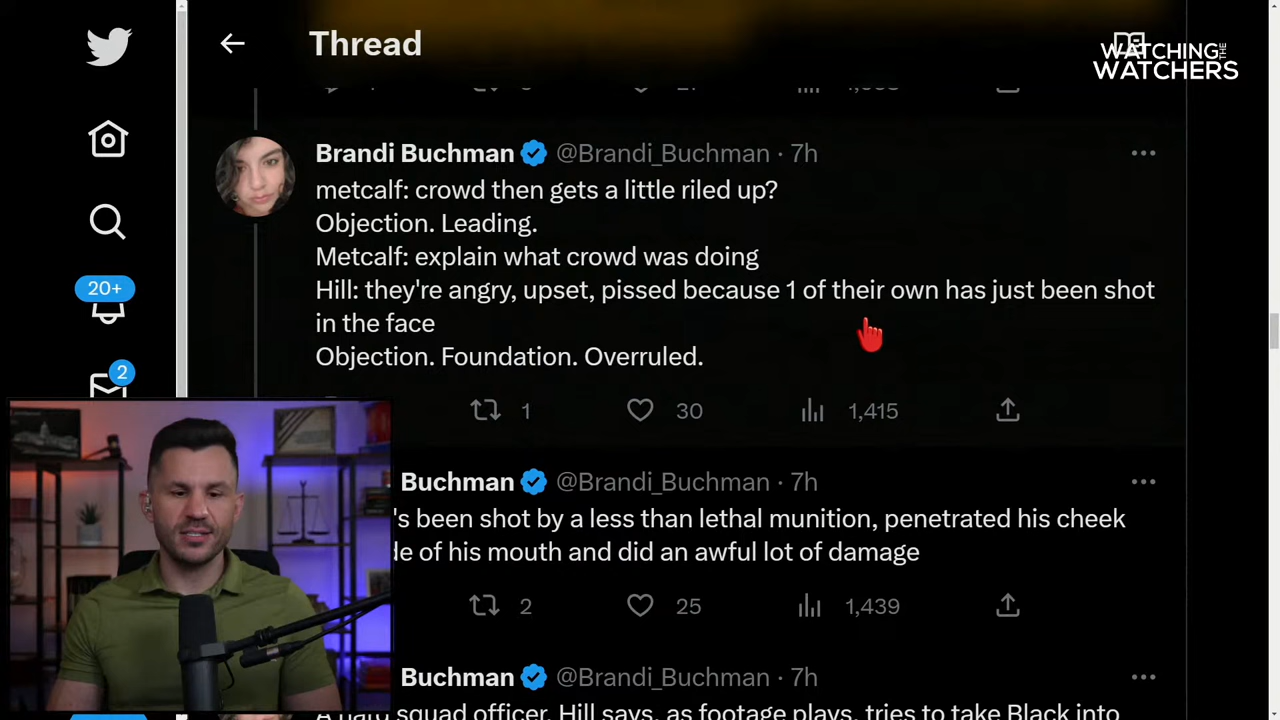 Thread
WATCHING THE
WATCHERS
Brandi Buchman @Brandi_Buchman · 7h
metcalf: crowd then gets a little riled up?
Objection. Leading.
Metcalf: explain what crowd was doing
Hill: they're angry, upset, pissed because 1 of their own has just been shot
in the face
Objection. Foundation. Overruled.
1 30 1,415
20+
2
Buchman @Brandi_Buchman · 7h
's been shot by a less than lethal munition, penetrated his cheek
de of his mouth and did an awful lot of damage
2 25 1,439
Buchman @Brandi_Buchman · 7h
A hard squad officer, Hill says, as footage plays, tries to take Black into